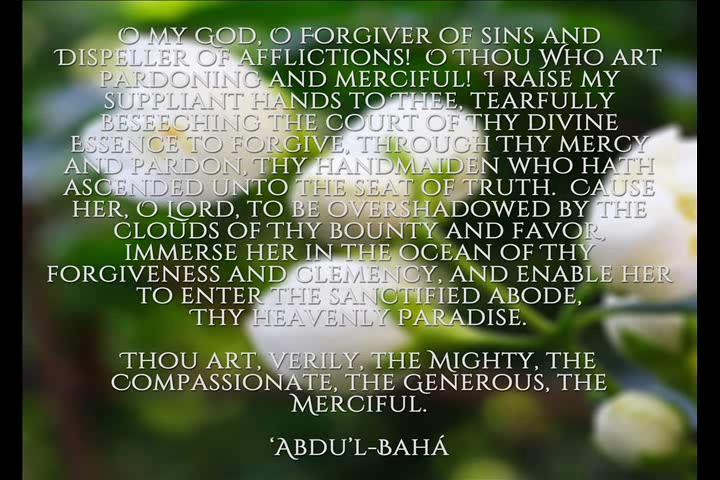 O my God, O Forgiver of sins and
Dispeller of afflictions! O Thou Who art
pardoning and merciful! I raise my
suppliant hands to Thee, tearfully
beseeching the court of Thy divine
Essence to forgive, through Thy mercy
and pardon, Thy handmaiden who hath
ascended unto the seat of truth. Cause
her, O Lord, to be overshadowed by the
clouds of Thy bounty and favor,
immerse her in the ocean of Thy
forgiveness and clemency, and enable her
to enter the sanctified abode,
Thy heavenly paradise.
Thou art, verily, the Mighty, the
Compassionate, the Generous, the
Merciful.
‘Abdu’l-Bahá